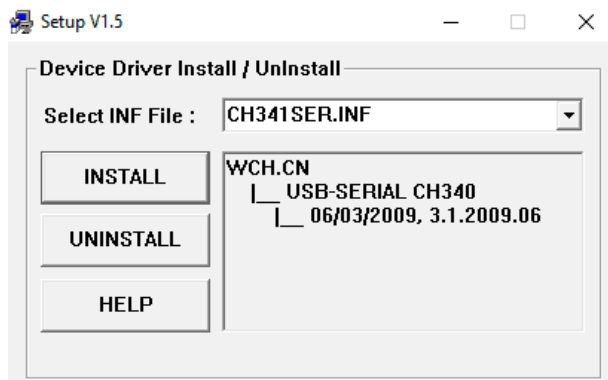 Setup V1.5
Device Driver Install / UnInstall
Select INF File : CH341SER.INF
INSTALL
UNINSTALL
HELP
WCH.CN
|__ USB-SERIAL CH340
|__ 06/03/2009, 3.1.2009.06